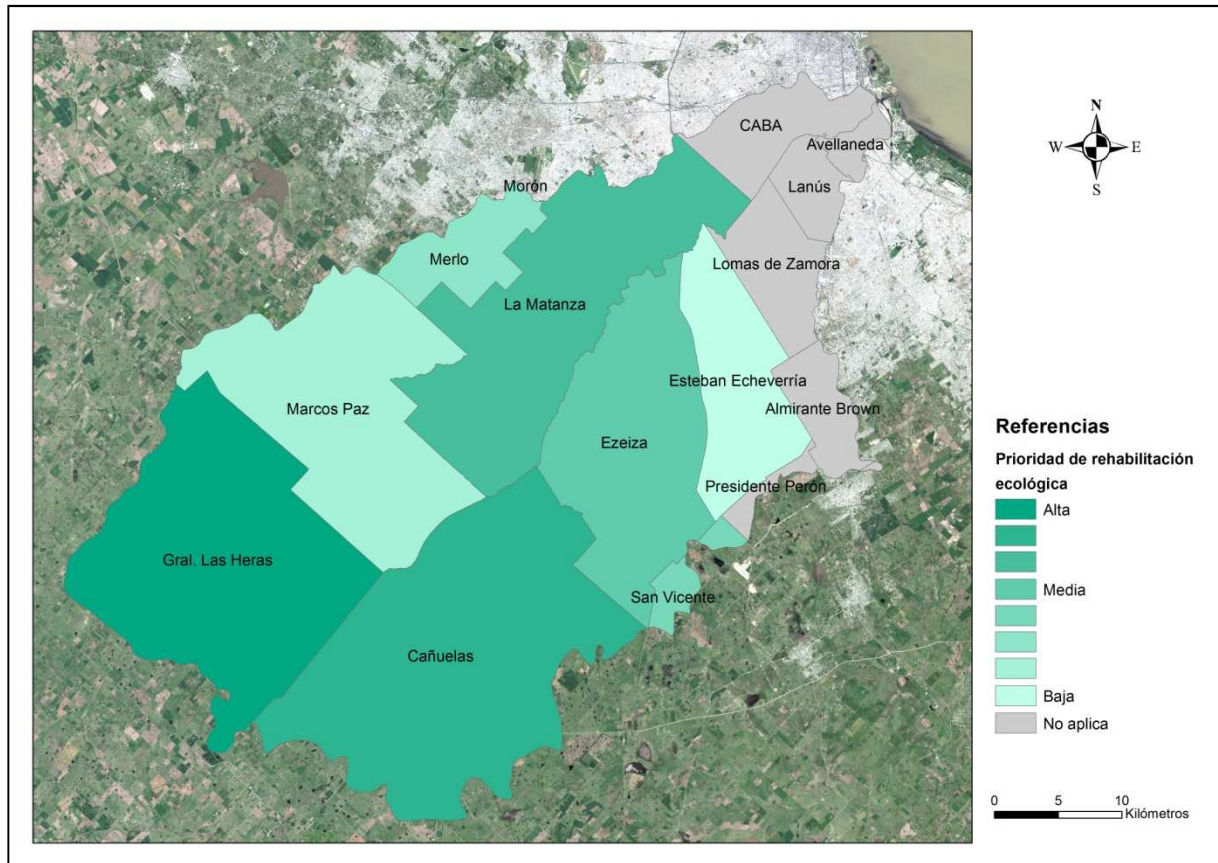 CABA
Avellaneda
Lanús
Morón
Merlo
Lomas de Zamora
La Matanza
Esteban Echeverría
Marcos Paz
Almirante Brown
Ezeiza
Presidente Perón
Gral. Las Heras
San Vicente
Cañuelas
N
W E
S
Referencias
Prioridad de rehabilitación
ecológica
Alta
Media
Baja
No aplica
0 5 10
Kilómetros